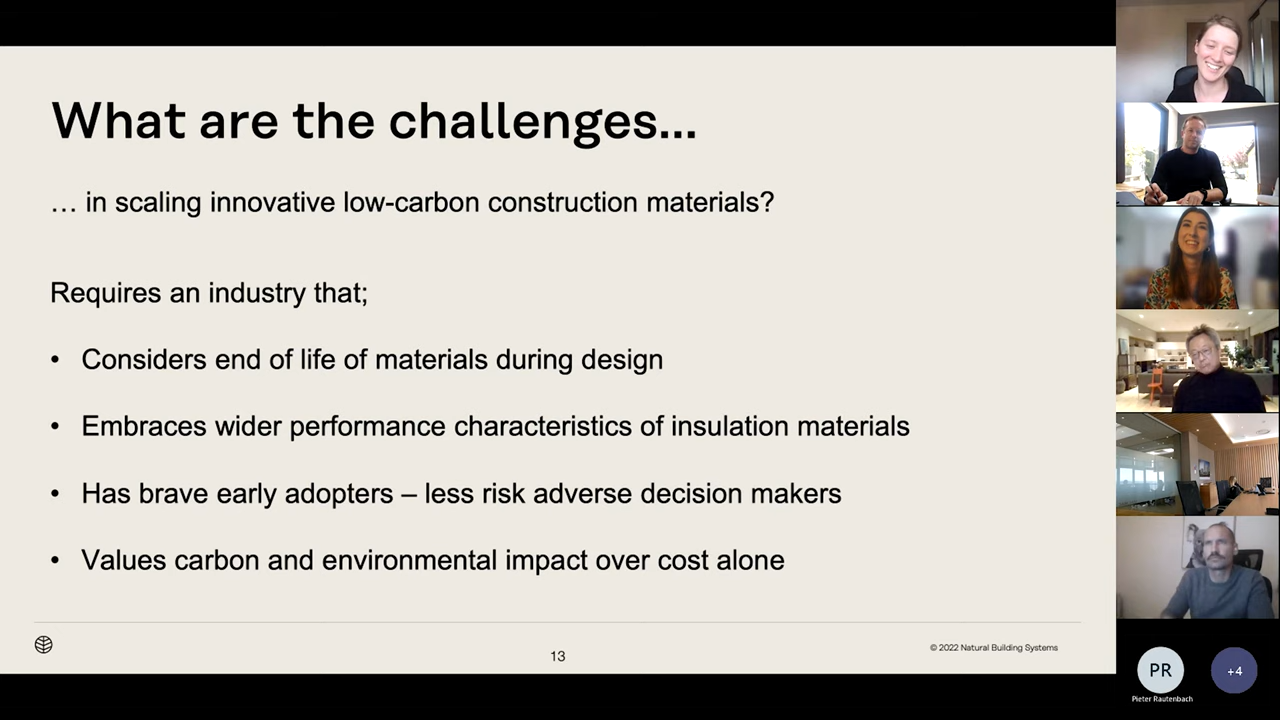 What are the challenges...
... in scaling innovative low-carbon construction materials?
Requires an industry that;
• Considers end of life of materials during design
• Embraces wider performance characteristics of insulation materials
• Has brave early adopters – less risk adverse decision makers
• Values carbon and environmental impact over cost alone
13
© 2022 Natural Building Systems
PR
+4
Pieter Rautenbach